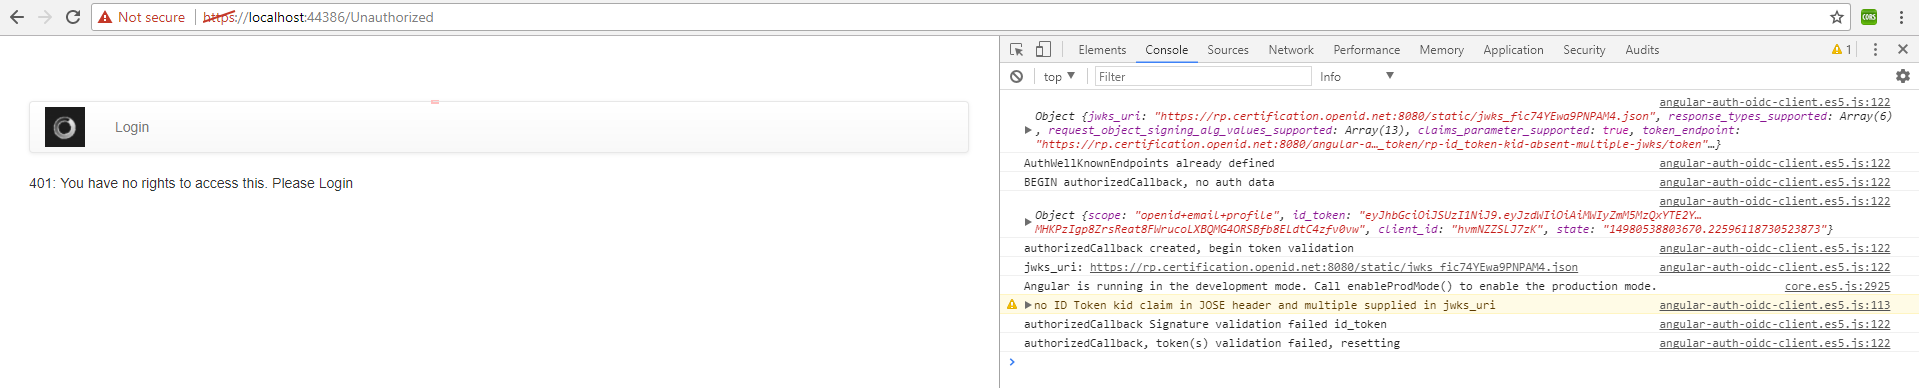 Not secure https://localhost:44386/Unauthorized CORS
Elements Console Sources Network Performance Memory Application Security Audits 1
top Filter Info
Login
401: You have no rights to access this. Please Login
angular-auth-oidc-client.es5.js:122
Object {jwks_uri: "https://rp.certification.openid.net:8080/static/jwks_fic74YEwa9PNPAM4.json", response_types_supported: Array(6)
, request_object_signing_alg_values_supported: Array(13), claims_parameter_supported: true, token_endpoint:
"https://rp.certification.openid.net:8080/angular-a…_token/rp-id_token-kid-absent-multiple-jwks/token"…}
AuthWellKnownEndpoints already defined angular-auth-oidc-client.es5.js:122
BEGIN authorizedCallback, no auth data angular-auth-oidc-client.es5.js:122
angular-auth-oidc-client.es5.js:122
Object {scope: "openid+email+profile", id_token: "eyJhbGciOiJSUzI1NiJ9.eyJzdWIiOiAiMWIyZmM5MzQxYTE2Y…
MHKPzIgp8ZrsReat8FWrucoLXBQMG4ORSBfb8ELdtC4zfv0vw", client_id: "hvmNZZSLJ7zK", state: "14980538803670.22596118730523873"}
authorizedCallback created, begin token validation angular-auth-oidc-client.es5.js:122
jwks_uri: https://rp.certification.openid.net:8080/static/jwks_fic74YEwa9PNPAM4.json angular-auth-oidc-client.es5.js:122
Angular is running in the development mode. Call enableProdMode() to enable the production mode. core.es5.js:2925
no ID Token kid claim in JOSE header and multiple supplied in jwks_uri angular-auth-oidc-client.es5.js:113
authorizedCallback Signature validation failed id_token angular-auth-oidc-client.es5.js:122
authorizedCallback, token(s) validation failed, resetting angular-auth-oidc-client.es5.js:122